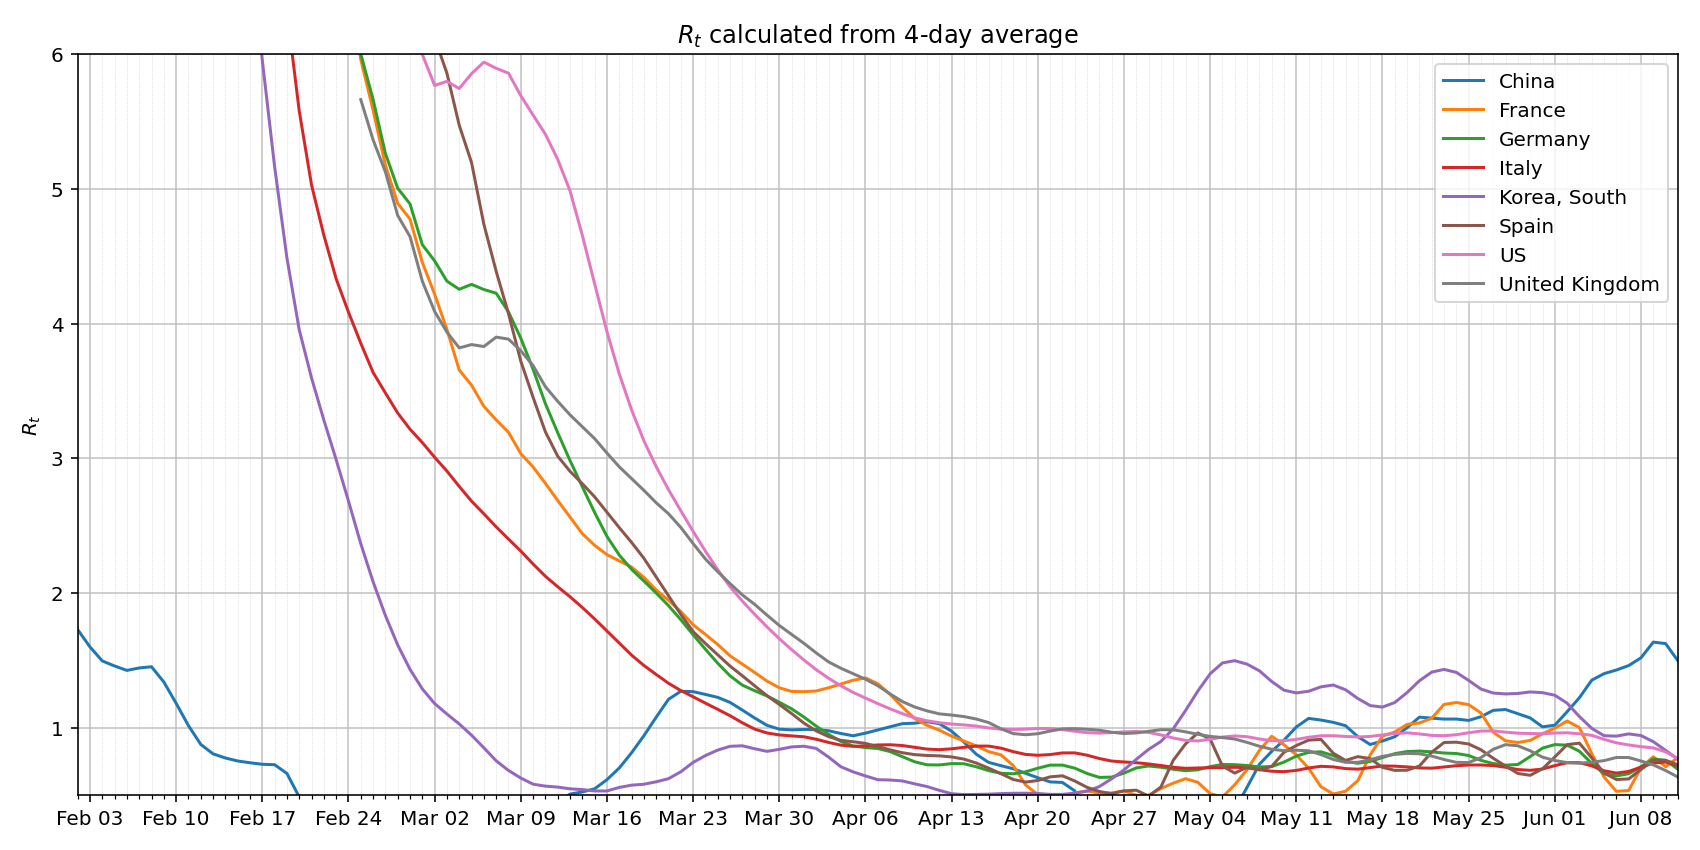 R_t calculated from 4-day average
6
5
4
3
2
1
R_t
China
France
Germany
Italy
Korea, South
Spain
US
United Kingdom
Feb 03 Feb 10 Feb 17 Feb 24 Mar 02 Mar 09 Mar 16 Mar 23 Mar 30 Apr 06 Apr 13 Apr 20 Apr 27 May 04 May 11 May 18 May 25 Jun 01 Jun 08